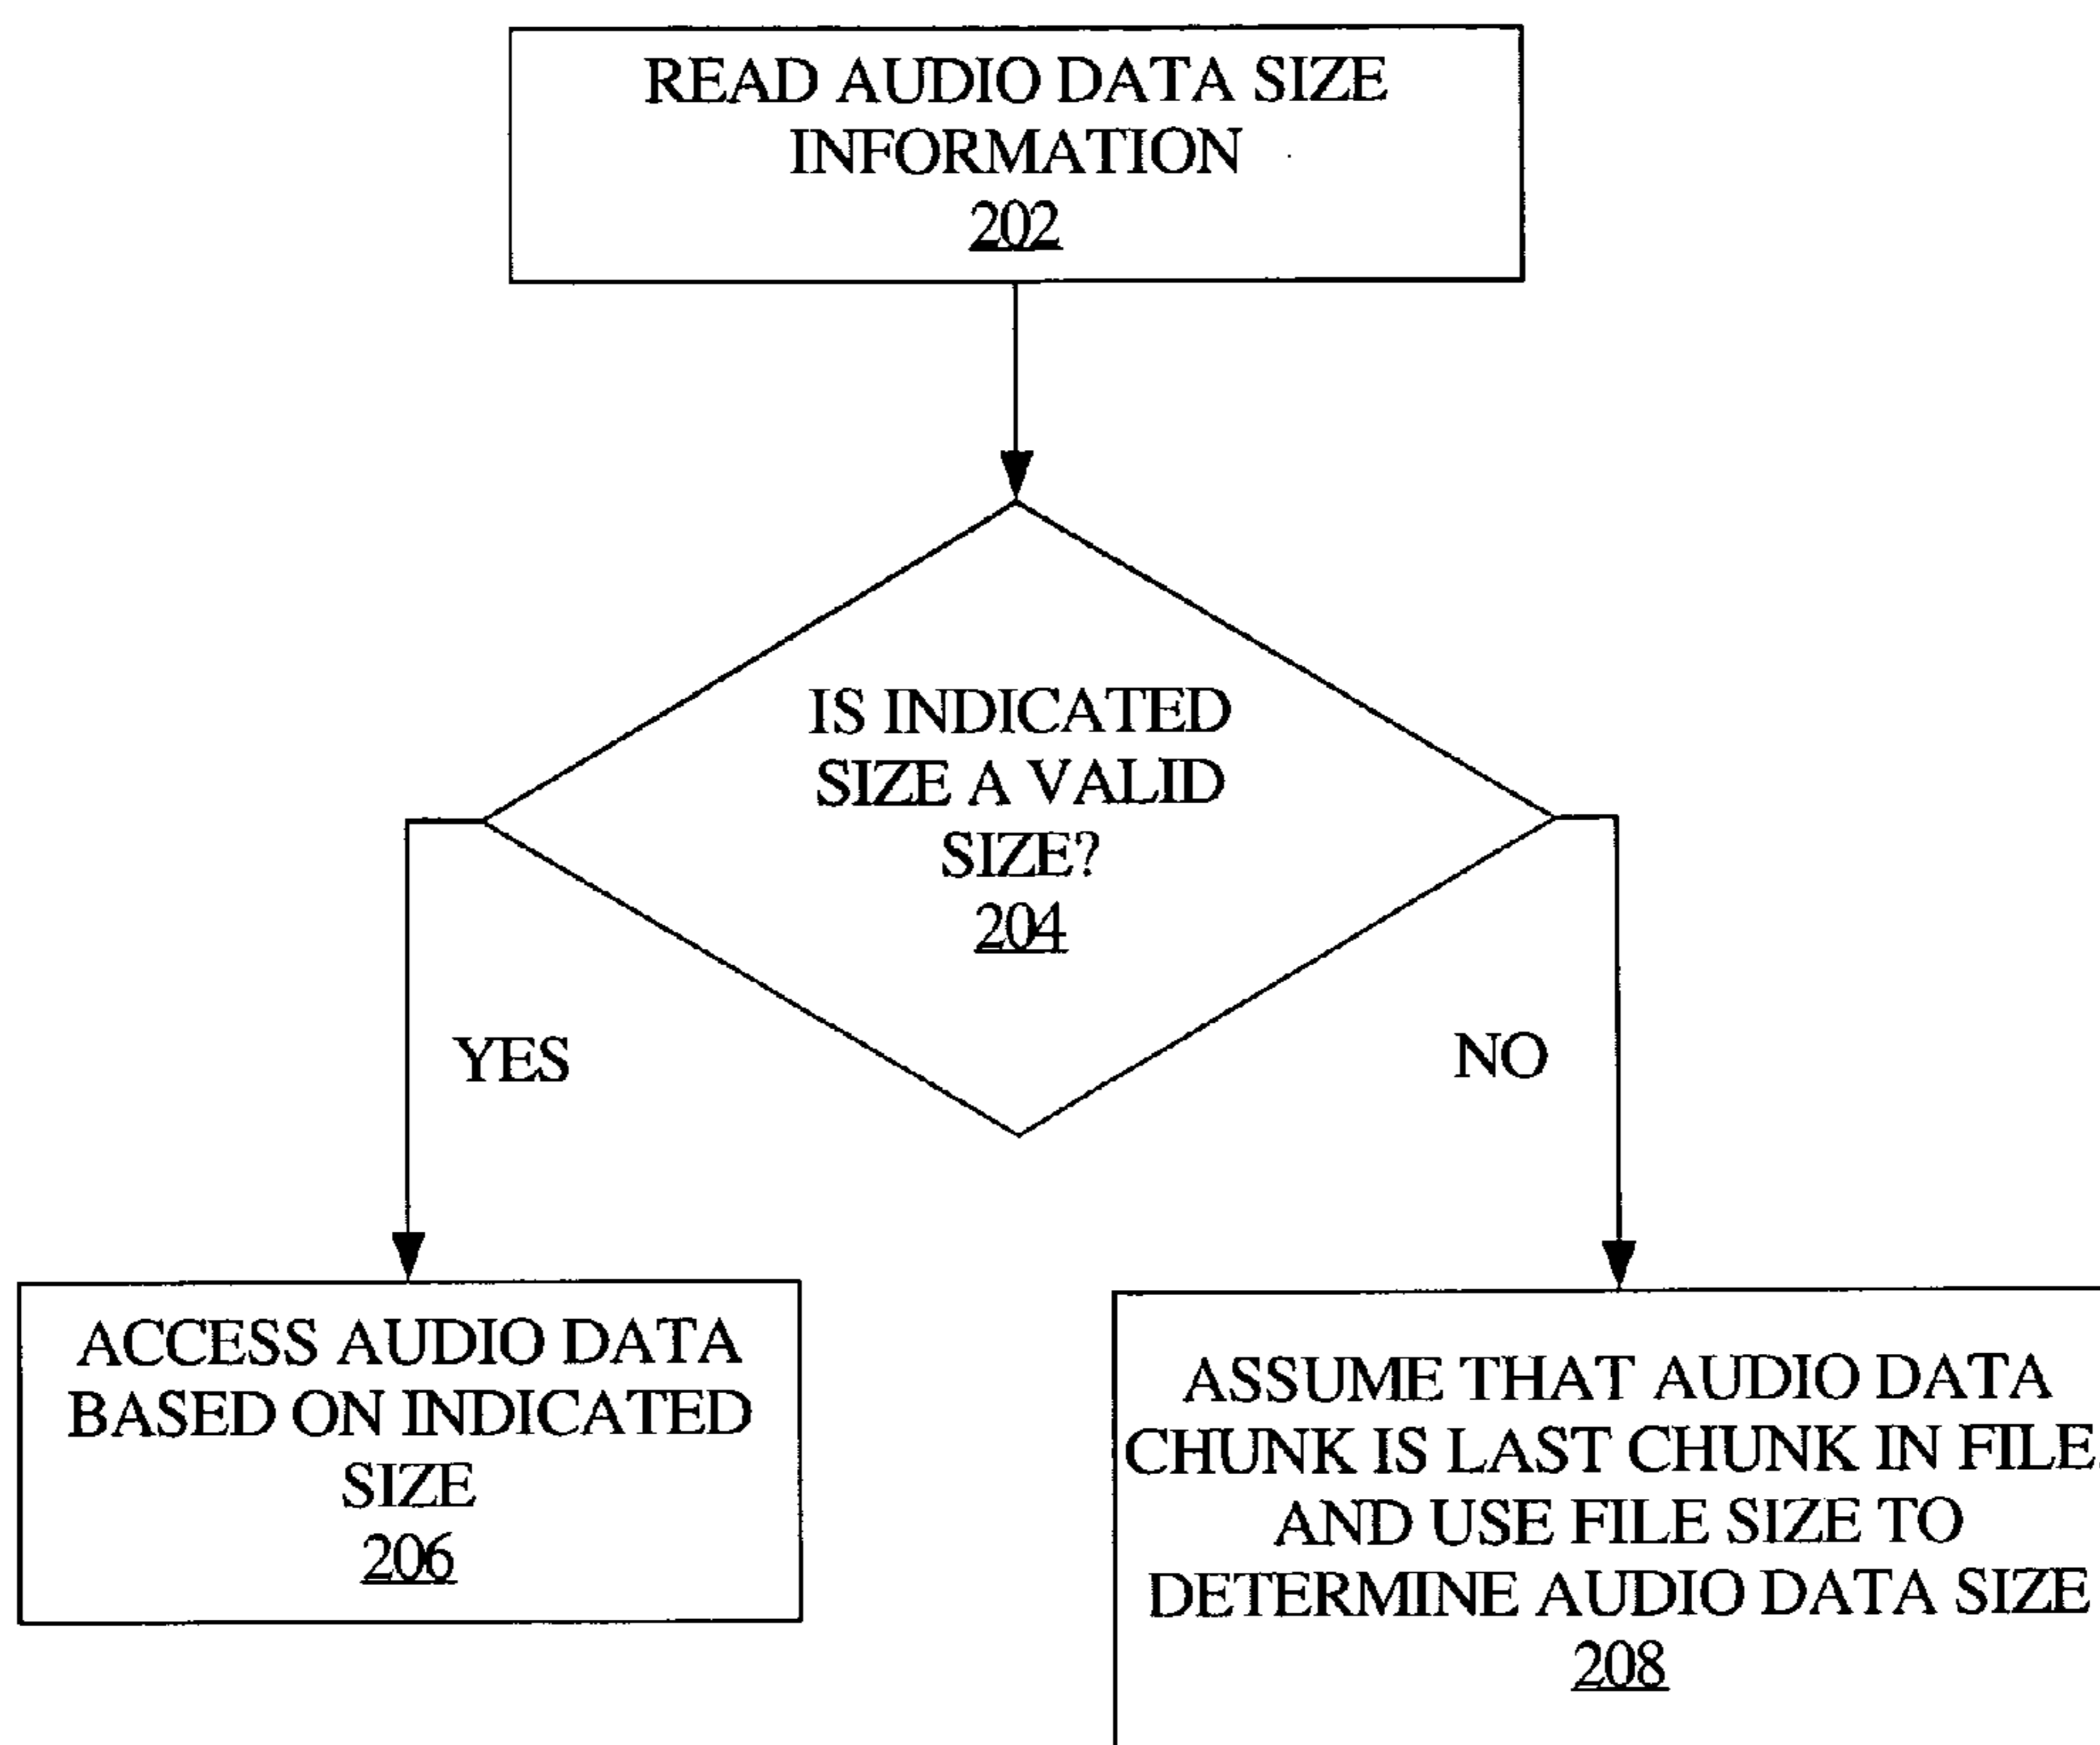 READ AUDIO DATA SIZE
INFORMATION
202
IS INDICATED
SIZE A VALID
SIZE?
204
YES
NO
ACCESS AUDIO DATA
BASED ON INDICATED
SIZE
206
ASSUME THAT AUDIO DATA
CHUNK IS LAST CHUNK IN FILE
AND USE FILE SIZE TO
DETERMINE AUDIO DATA SIZE
208